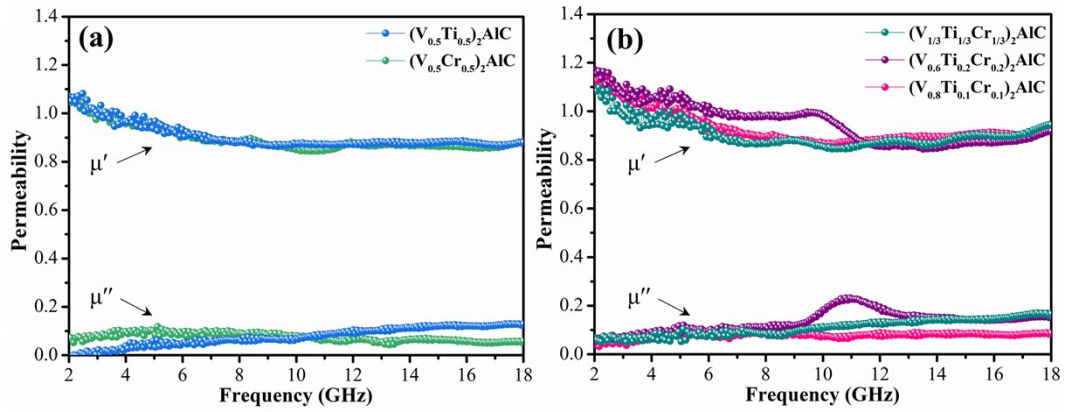 (a)
(V0.5Ti0.5)2AlC
(V0.5Cr0.5)2AlC
1.4
1.2
1.0
0.8
0.6
0.4
0.2
0.0
Permeability
μ′
μ″
2 4 6 8 10 12 14 16 18
Frequency (GHz)
(b)
(V1/3Ti1/3Cr1/3)2AlC
(V0.6Ti0.2Cr0.2)2AlC
(V0.8Ti0.1Cr0.1)2AlC
1.4
1.2
1.0
0.8
0.6
0.4
0.2
0.0
Permeability
μ′
μ″
2 4 6 8 10 12 14 16 18
Frequency (GHz)